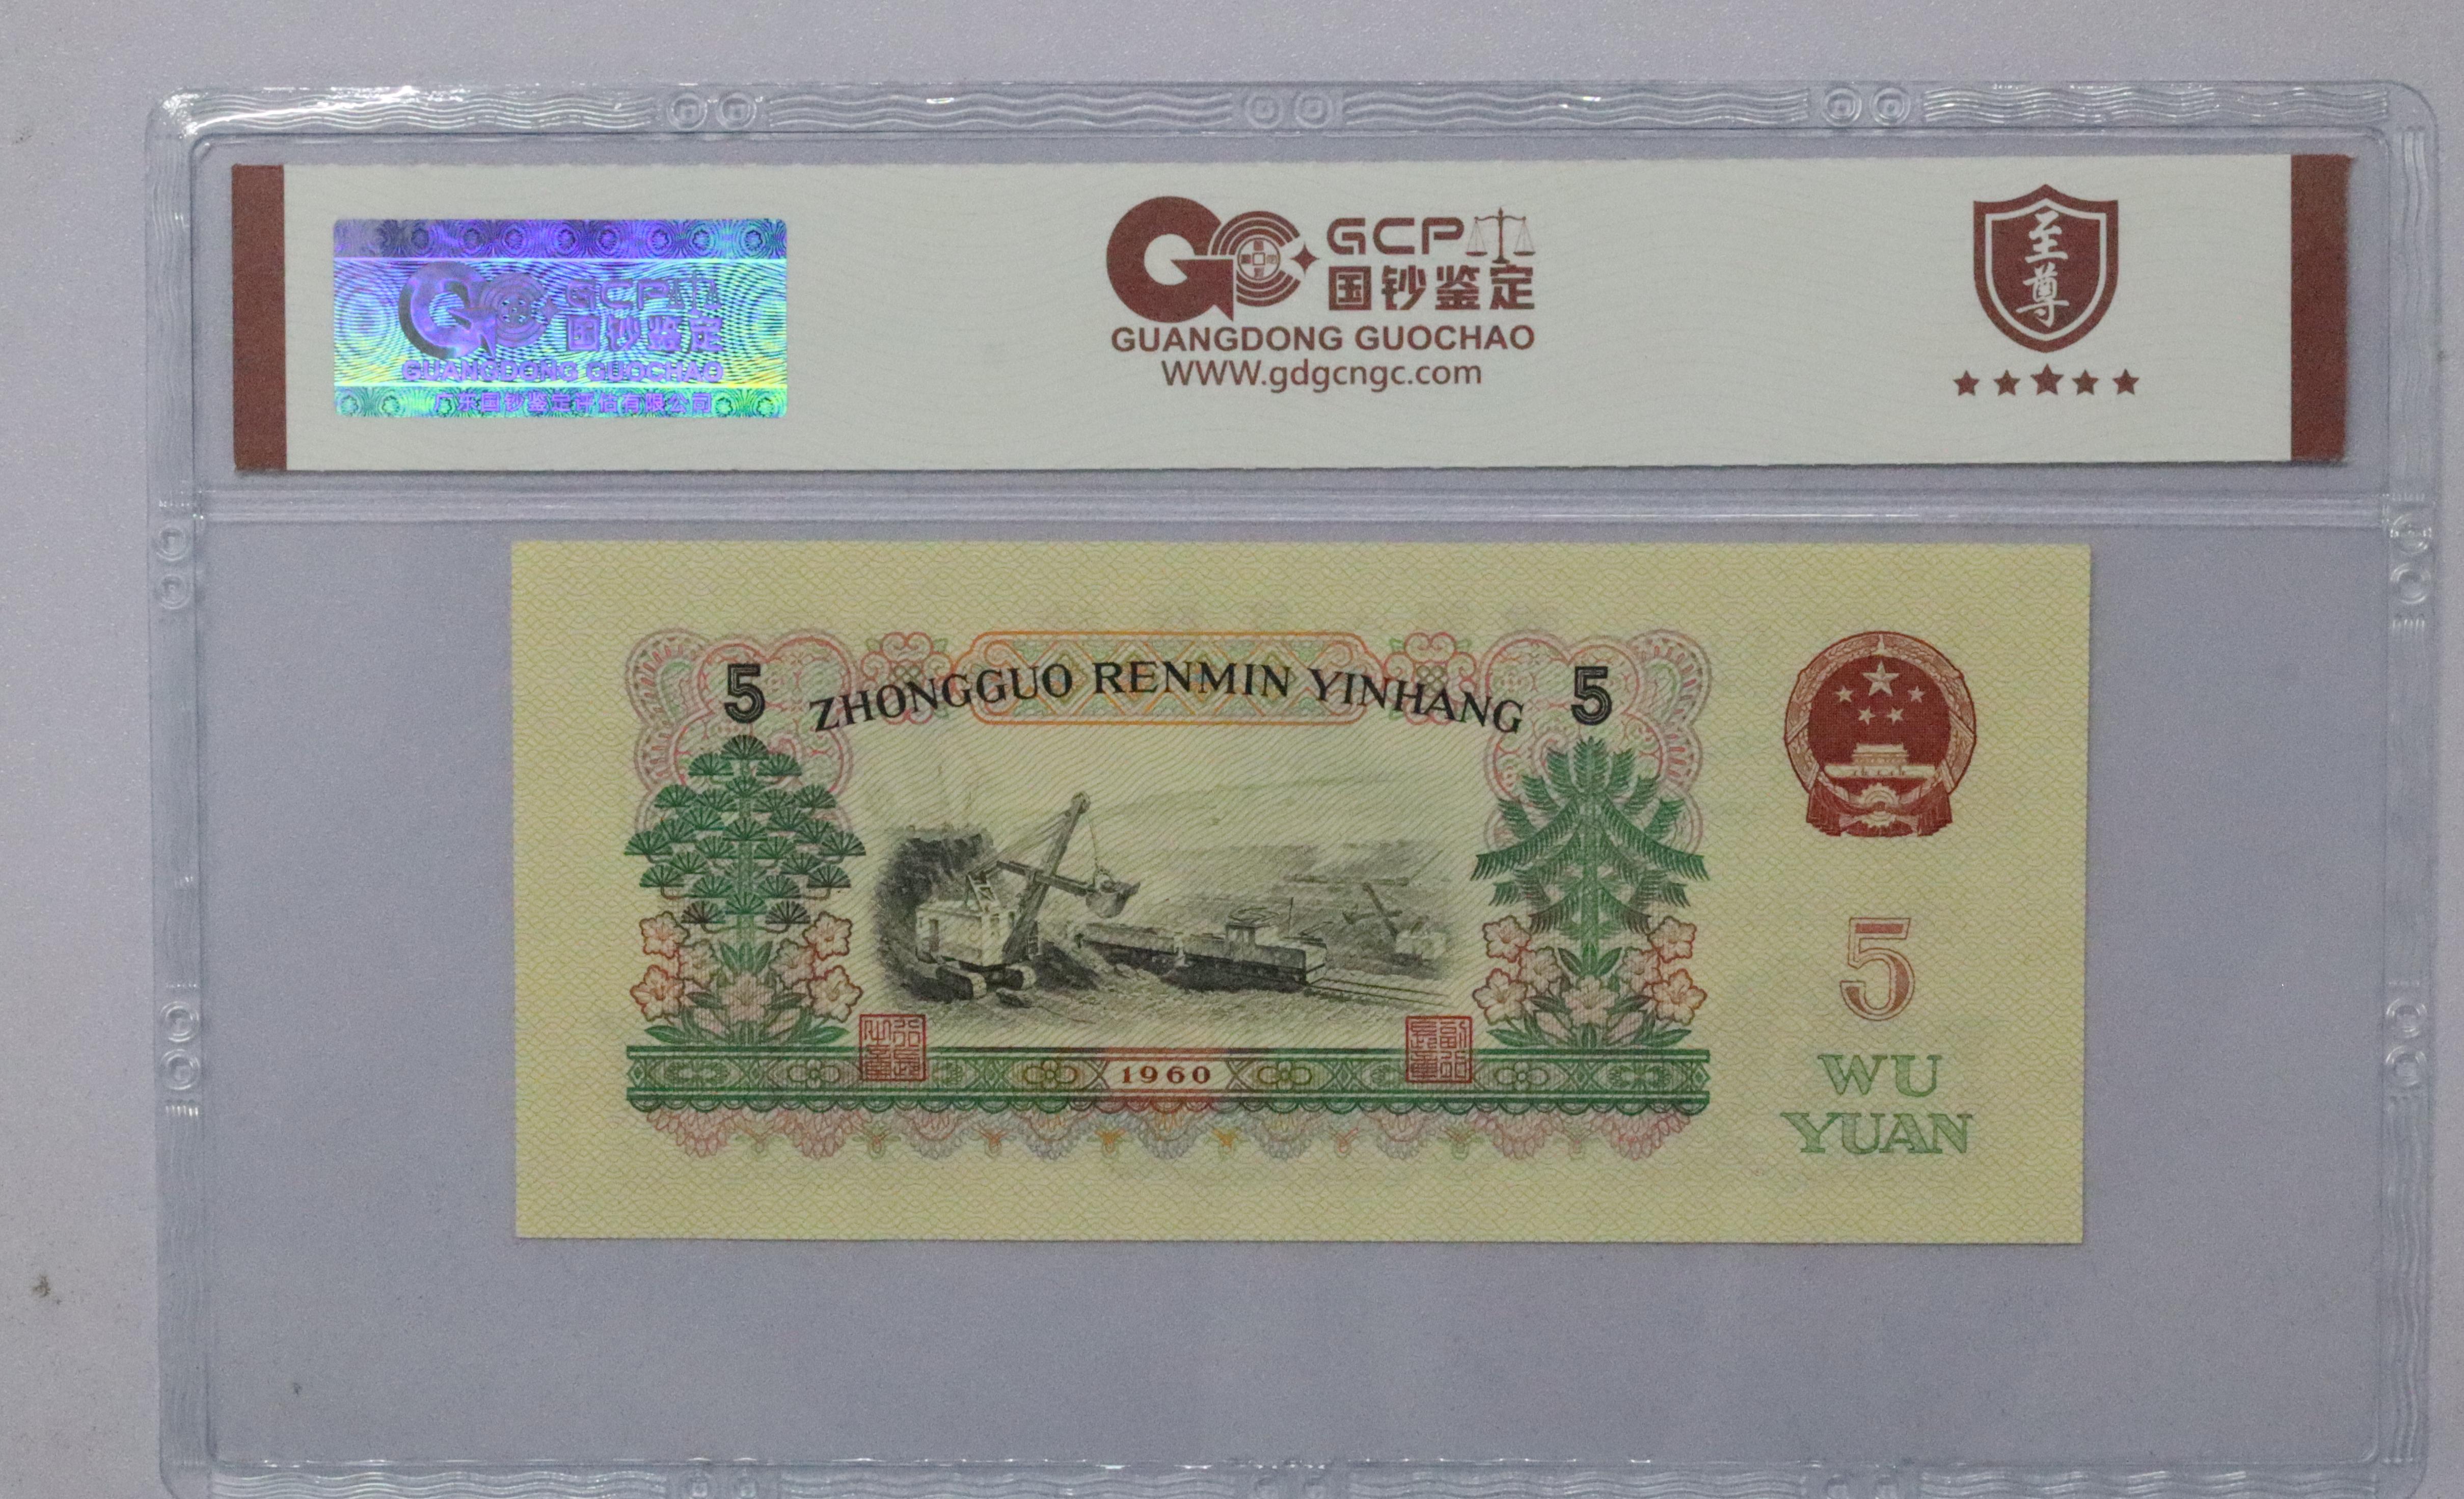 GCP
国钞鉴定
GUANGDONG GUOCHAO
广东国钞鉴定评估有限公司
GCP
国钞鉴定
GUANGDONG GUOCHAO
WWW.gdgcngc.com
至尊
5 ZHONGGUO RENMIN YINHANG 5
1960
5
WU
YUAN